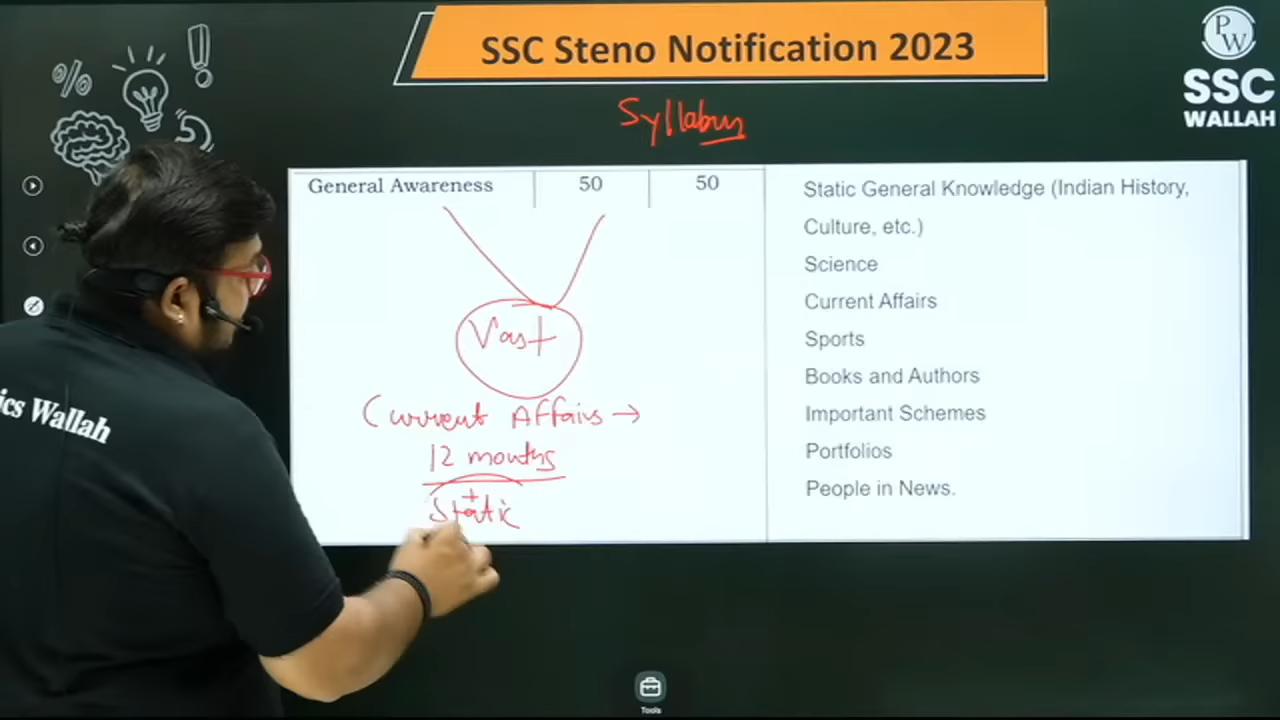 SSC Steno Notification 2023
PW
SSC
WALLAH
Syllabus
General Awareness 50 50
Static General Knowledge (Indian History,
Culture, etc.)
Science
Current Affairs
Sports
Books and Authors
Important Schemes
Portfolios
People in News.
Vast
Current Affairs →
12 months
+
Static
ics Wallah
Tools